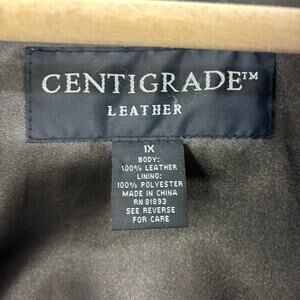 CENTIGRADE™
LEATHER
1X
BODY:
100% LEATHER
LINING:
100% POLYESTER
MADE IN CHINA
RN 81893
SEE REVERSE
FOR CARE